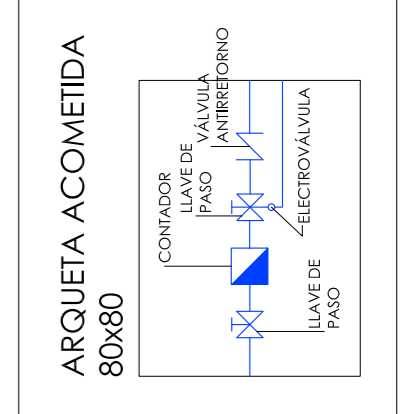 ARQUETA ACOMETIDA
80x80
CONTADOR
LLAVE DE
PASO
VÁLVULA
ANTIRRETORNO
ELECTROVÁLVULA
LLAVE DE
PASO